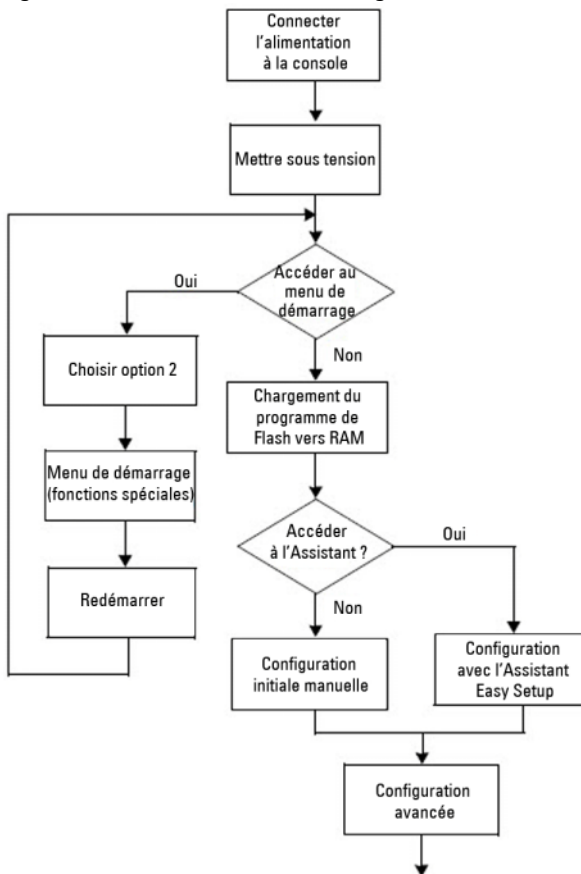 Connecter
l'alimentation
à la console
Mettre sous tension
Accéder au
menu de
démarrage
Oui
Non
Choisir option 2
Chargement du
programme de
Flash vers RAM
Menu de démarrage
(fonctions spéciales)
Accéder
à l'Assistant ?
Oui
Non
Redémarrer
Configuration
initiale manuelle
Configuration
avec l'Assistant
Easy Setup
Configuration
avancée